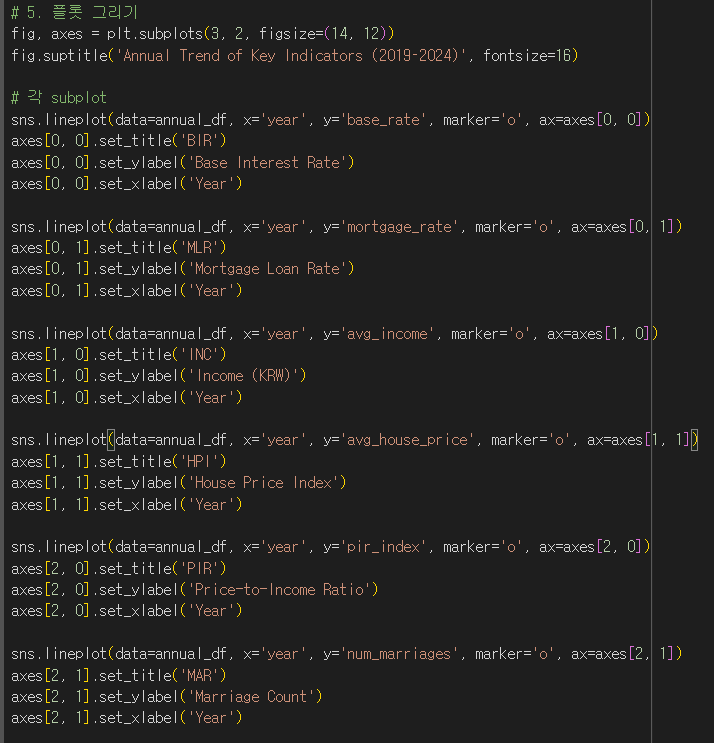 # 5. 플롯 그리기
fig, axes = plt.subplots(3, 2, figsize=(14, 12))
fig.suptitle('Annual Trend of Key Indicators (2019-2024)', fontsize=16)

# 각 subplot
sns.lineplot(data=annual_df, x='year', y='base_rate', marker='o', ax=axes[0, 0])
axes[0, 0].set_title('BIR')
axes[0, 0].set_ylabel('Base Interest Rate')
axes[0, 0].set_xlabel('Year')

sns.lineplot(data=annual_df, x='year', y='mortgage_rate', marker='o', ax=axes[0, 1])
axes[0, 1].set_title('MLR')
axes[0, 1].set_ylabel('Mortgage Loan Rate')
axes[0, 1].set_xlabel('Year')

sns.lineplot(data=annual_df, x='year', y='avg_income', marker='o', ax=axes[1, 0])
axes[1, 0].set_title('INC')
axes[1, 0].set_ylabel('Income (KRW)')
axes[1, 0].set_xlabel('Year')

sns.lineplot(data=annual_df, x='year', y='avg_house_price', marker='o', ax=axes[1, 1])
axes[1, 1].set_title('HPI')
axes[1, 1].set_ylabel('House Price Index')
axes[1, 1].set_xlabel('Year')

sns.lineplot(data=annual_df, x='year', y='pir_index', marker='o', ax=axes[2, 0])
axes[2, 0].set_title('PIR')
axes[2, 0].set_ylabel('Price-to-Income Ratio')
axes[2, 0].set_xlabel('Year')

sns.lineplot(data=annual_df, x='year', y='num_marriages', marker='o', ax=axes[2, 1])
axes[2, 1].set_title('MAR')
axes[2, 1].set_ylabel('Marriage Count')
axes[2, 1].set_xlabel('Year')